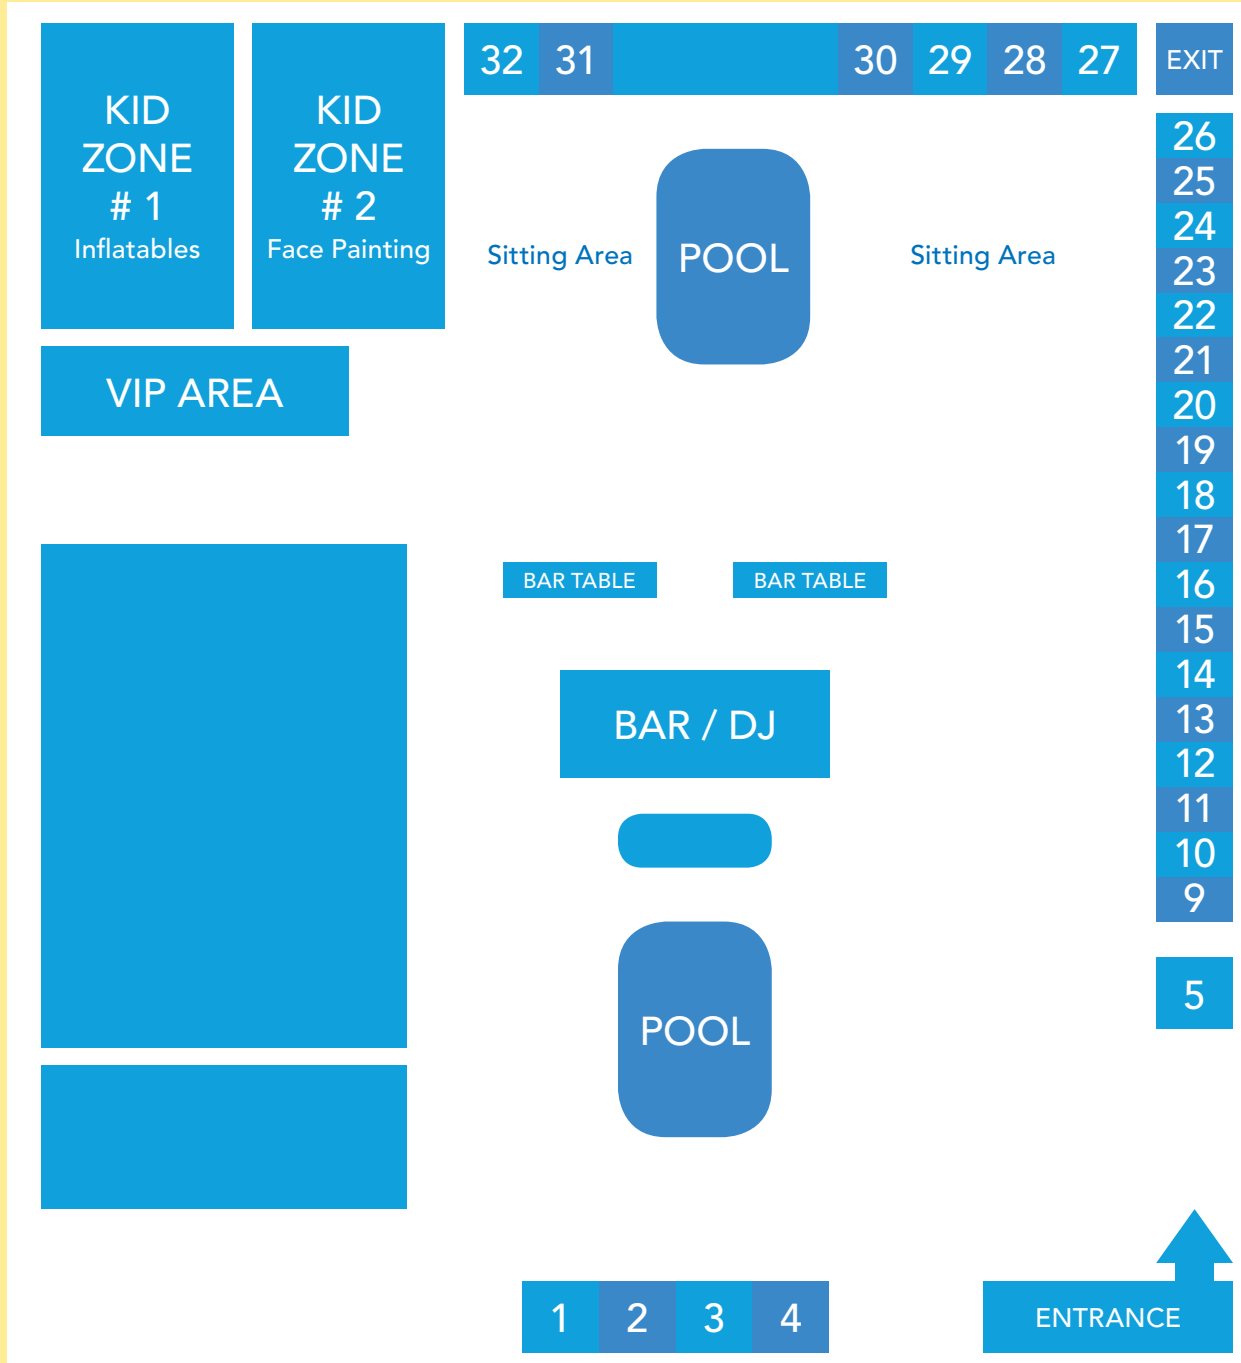 KID
ZONE
# 1
Inflatables
KID
ZONE
# 2
Face Painting
32 31 30 29 28 27
EXIT
26
25
24
23
22
21
20
19
18
17
16
15
14
13
12
11
10
9
5
Sitting Area
POOL
Sitting Area
VIP AREA
BAR TABLE
BAR TABLE
BAR / DJ
POOL
1 2 3 4
ENTRANCE